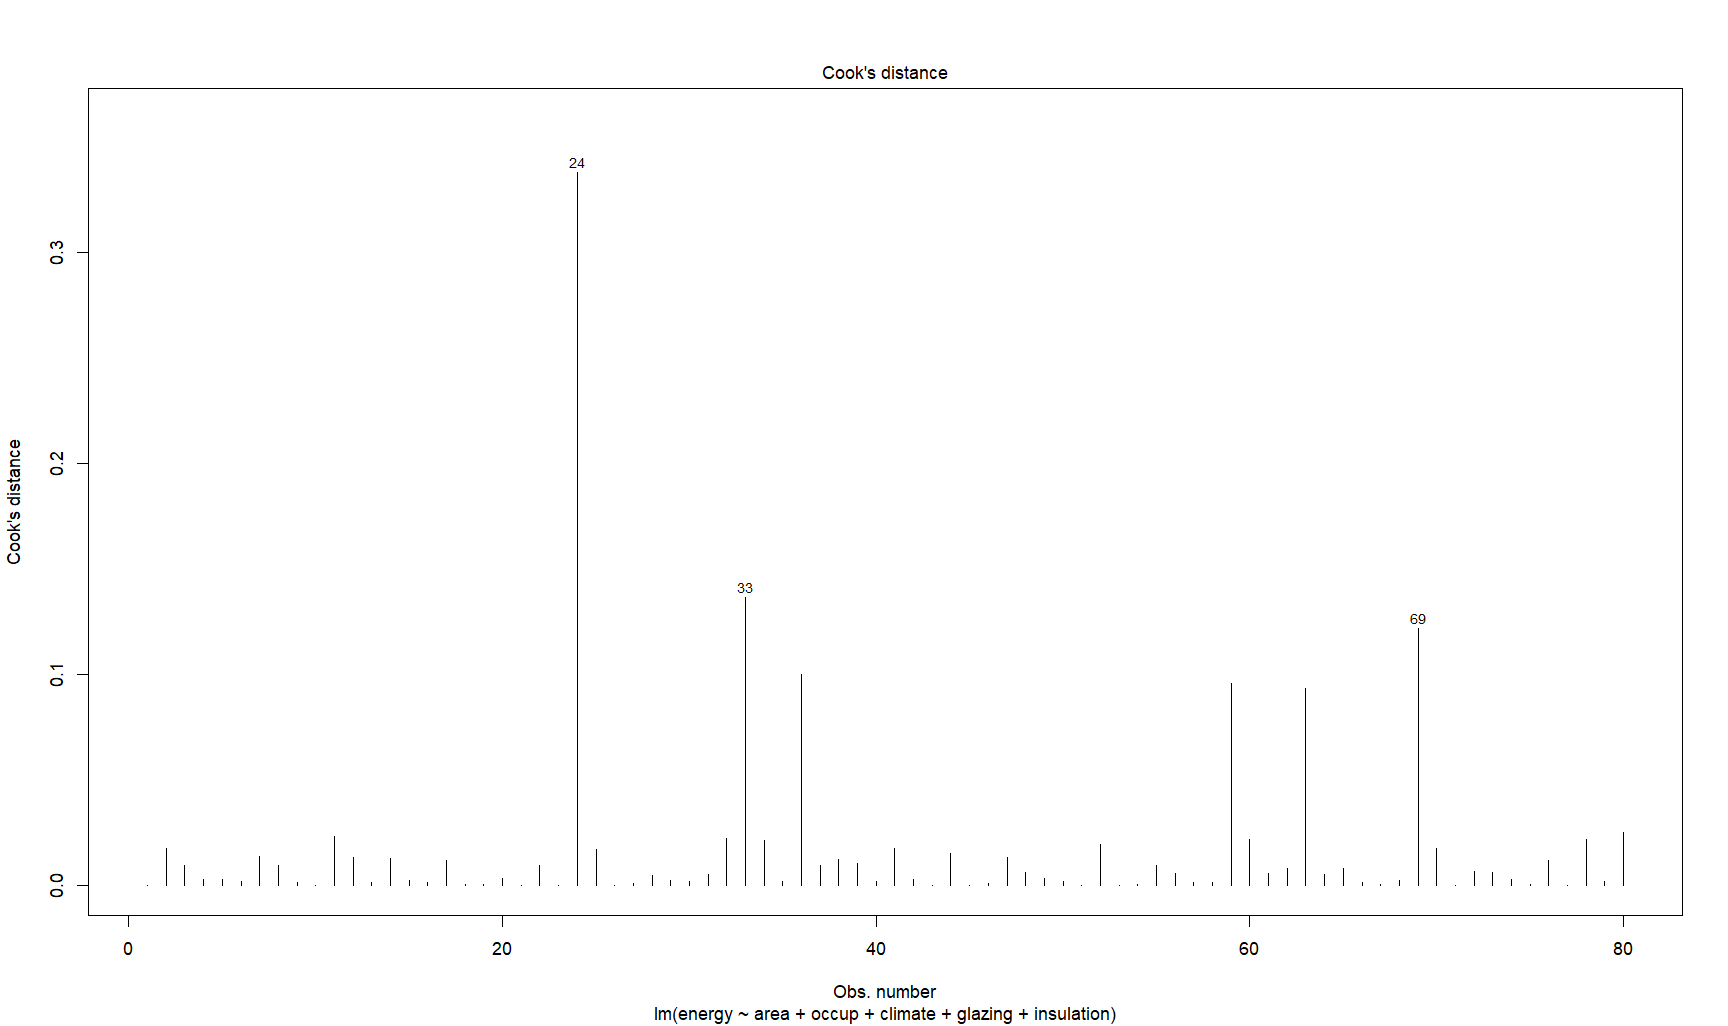 Cook's distance
24
33
69
0.3
0.2
0.1
0.0
Cook's distance
0 20 40 60 80
Obs. number
lm(energy ~ area + occup + climate + glazing + insulation)